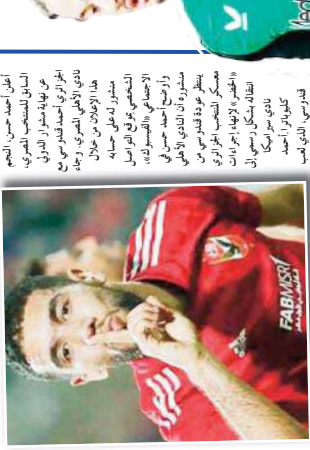 أعلن أحمد حسن، النجم
السابق للمنتخب المصري،
عن نهاية مشوار الدولي
الجزائري أحمد قندوسي مع
نادي الأهلي المصري. وجاء
هذا الإعلان من خلال
منشور له على حسابه
الشخصي بموقع التواصل
الاجتماعي «الفيسبوك»،
وأوضح أحمد حسن في
منشوره أن النادي الأهلي
ينتظر عودة قندوسي من
معسكر المنتخب الجزائري
«الخضر» لإنهاء إجراءات
انتقاله بشكل رسمي إلى
نادي سيراميكا
كليوباترا أحمد
قندوسي، الذي لعب
FABMISR
adidas